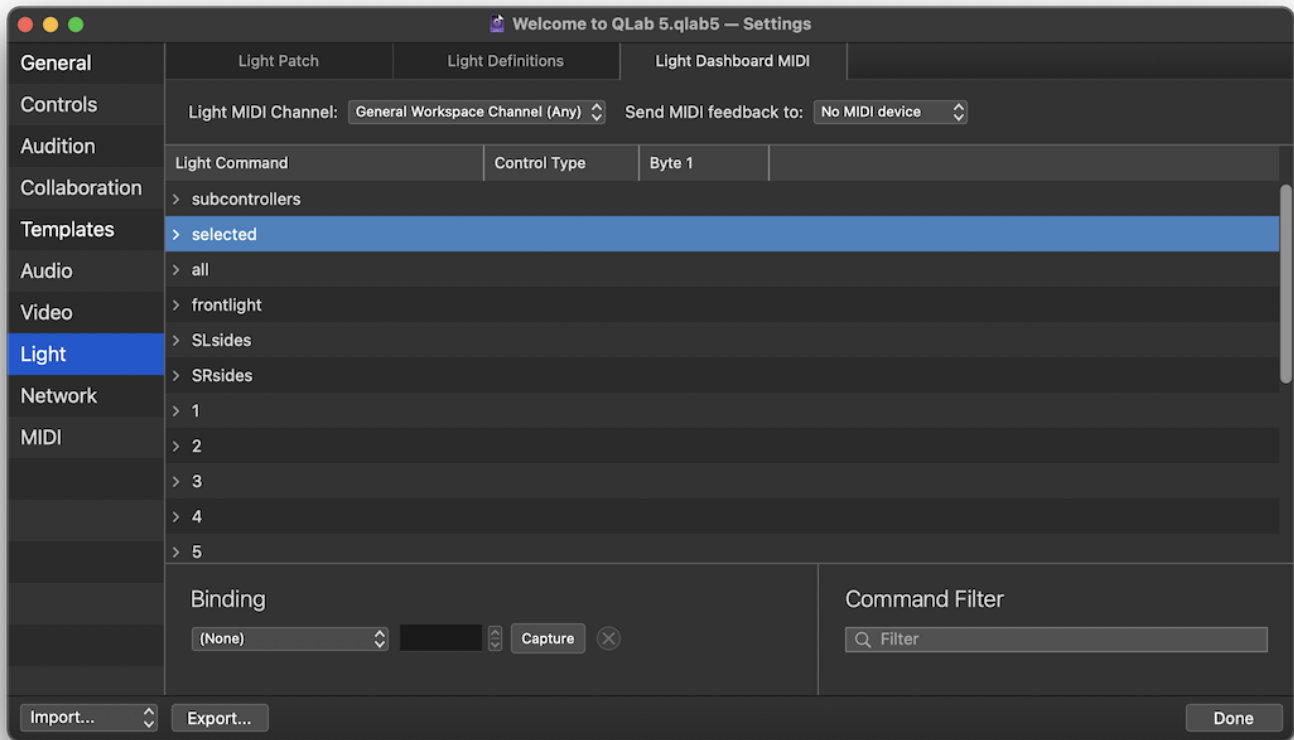 Welcome to QLab 5.qlab5 — Settings
General
Controls
Audition
Collaboration
Templates
Audio
Video
Light
Network
MIDI
Light Patch
Light Definitions
Light Dashboard MIDI
Light MIDI Channel: General Workspace Channel (Any) Send MIDI feedback to: No MIDI device
Light Command Control Type Byte 1
subcontrollers
selected
all
frontlight
SLsides
SRsides
1
2
3
4
5
Binding
(None) Capture
Command Filter
Filter
Import... Export... Done